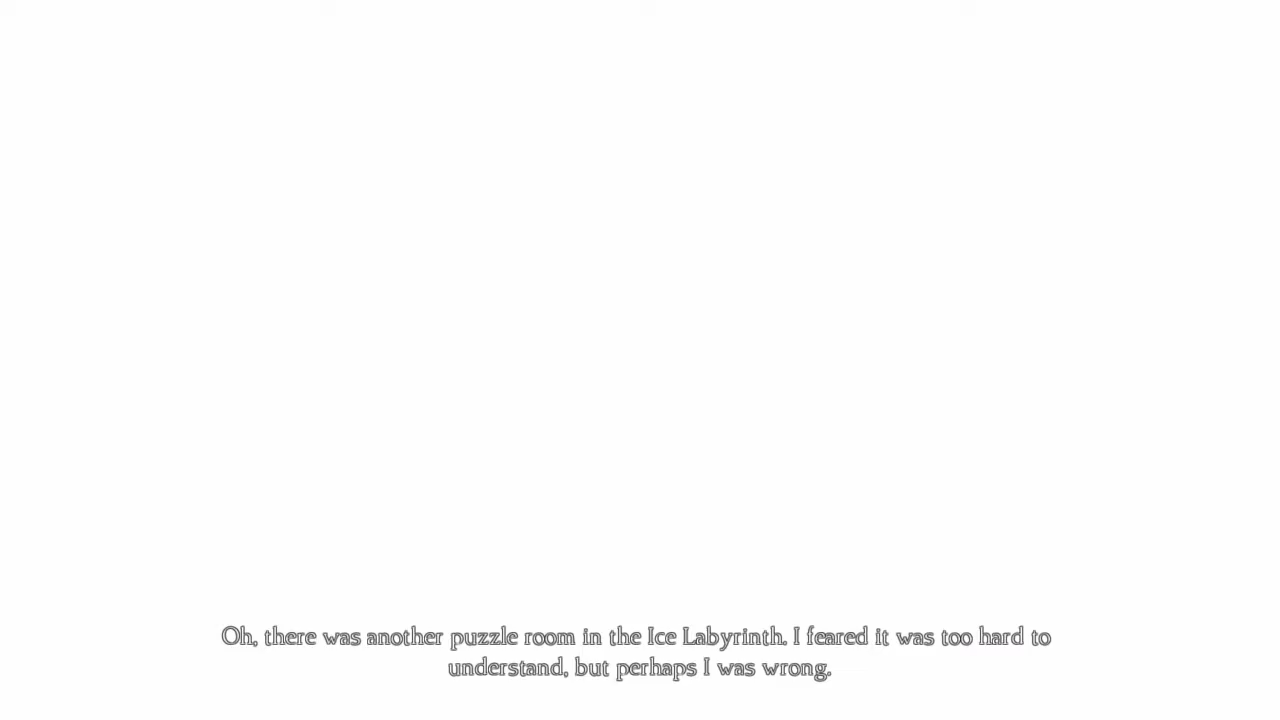 Oh, there was another puzzle room in the Ice Labyrinth. I feared it was too hard to
understand, but perhaps I was wrong.